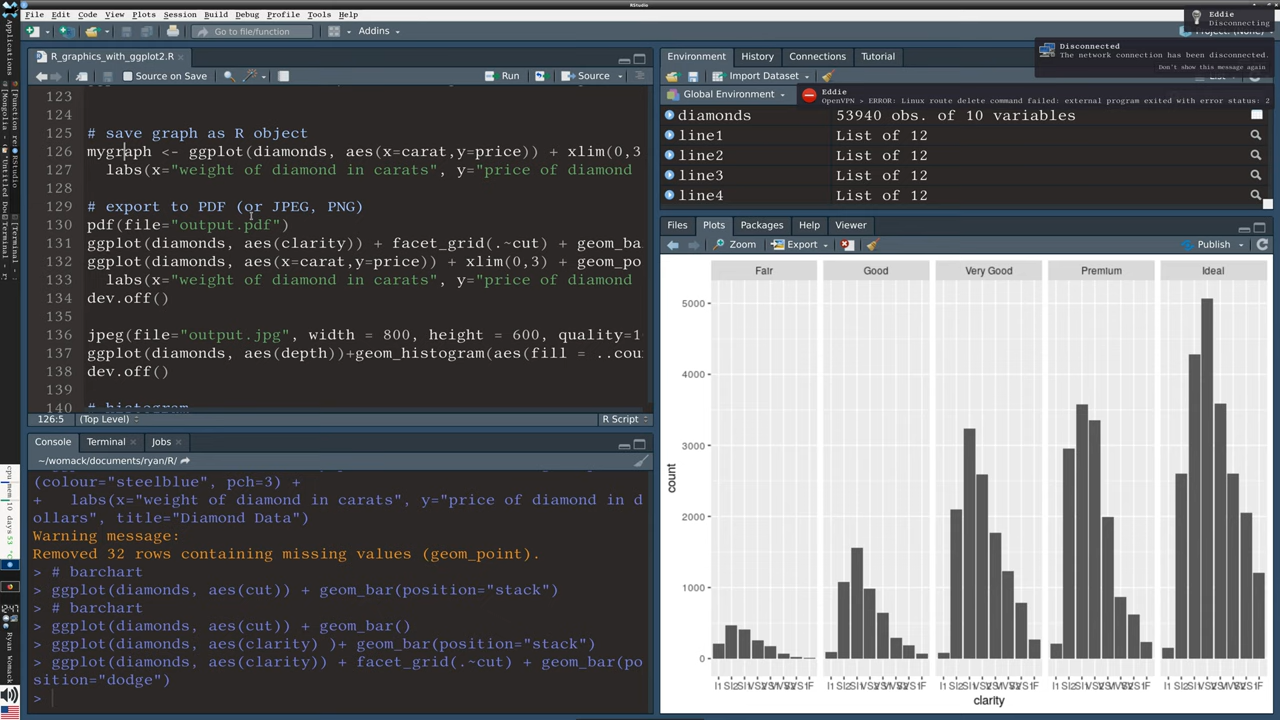 RStudio
File Edit Code View Plots Session Build Debug Profile Tools Help
Go to file/function
Addins
Eddie
Disconnecting
Disconnected
The network connection has been disconnected.
Don't show this message again
Eddie
OpenVPN > ERROR: Linux route delete command failed: external program exited with error status: 2
R_graphics_with_ggplot2.R
Source on Save
Run
Source
123
124
125 # save graph as R object
126 mygraph <- ggplot(diamonds, aes(x=carat,y=price)) + xlim(0,3
127 labs(x="weight of diamond in carats", y="price of diamond
128
129 # export to PDF (or JPEG, PNG)
130 pdf(file="output.pdf")
131 ggplot(diamonds, aes(clarity)) + facet_grid(.~cut) + geom_ba
132 ggplot(diamonds, aes(x=carat,y=price)) + xlim(0,3) + geom_po
133 labs(x="weight of diamond in carats", y="price of diamond
134 dev.off()
135
136 jpeg(file="output.jpg", width = 800, height = 600, quality=1
137 ggplot(diamonds, aes(depth))+geom_histogram(aes(fill = ..cou
138 dev.off()
139
140 # histogram
126:5 (Top Level) R Script
Console Terminal Jobs
~/womack/documents/ryan/R/
(colour="steelblue", pch=3) +
+ labs(x="weight of diamond in carats", y="price of diamond in d
ollars", title="Diamond Data")
Warning message:
Removed 32 rows containing missing values (geom_point).
> # barchart
> ggplot(diamonds, aes(cut)) + geom_bar(position="stack")
> # barchart
> ggplot(diamonds, aes(cut)) + geom_bar()
> ggplot(diamonds, aes(clarity) )+ geom_bar(position="stack")
> ggplot(diamonds, aes(clarity)) + facet_grid(.~cut) + geom_bar(po
sition="dodge")
>
Environment History Connections Tutorial
Import Dataset
Global Environment
diamonds 53940 obs. of 10 variables
line1 List of 12
line2 List of 12
line3 List of 12
line4 List of 12
Files Plots Packages Help Viewer
Zoom Export Publish
Fair Good Very Good Premium Ideal
5000
4000
3000
2000
1000
0
count
clarity
Applications
RStudio
12:47
Ryan Womack